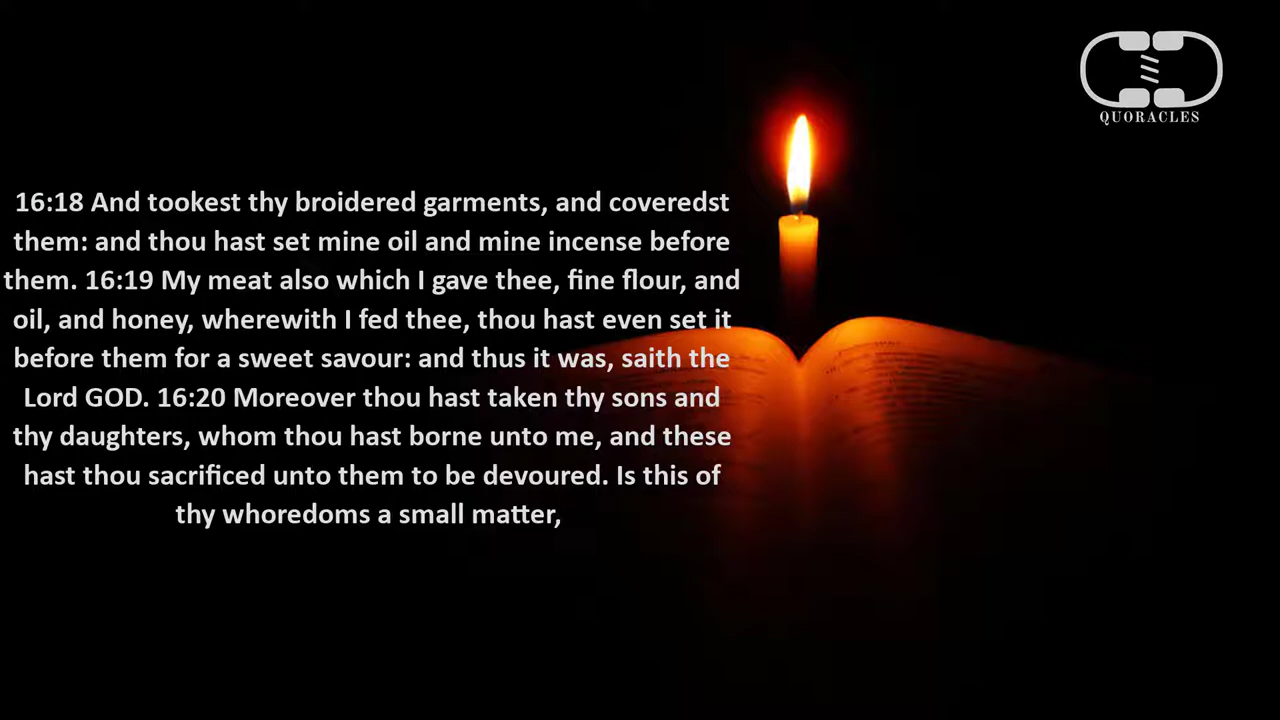 QUORACLES
16:18 And tookest thy broidered garments, and coveredst
them: and thou hast set mine oil and mine incense before
them. 16:19 My meat also which I gave thee, fine flour, and
oil, and honey, wherewith I fed thee, thou hast even set it
before them for a sweet savour: and thus it was, saith the
Lord GOD. 16:20 Moreover thou hast taken thy sons and
thy daughters, whom thou hast borne unto me, and these
hast thou sacrificed unto them to be devoured. Is this of
thy whoredoms a small matter,